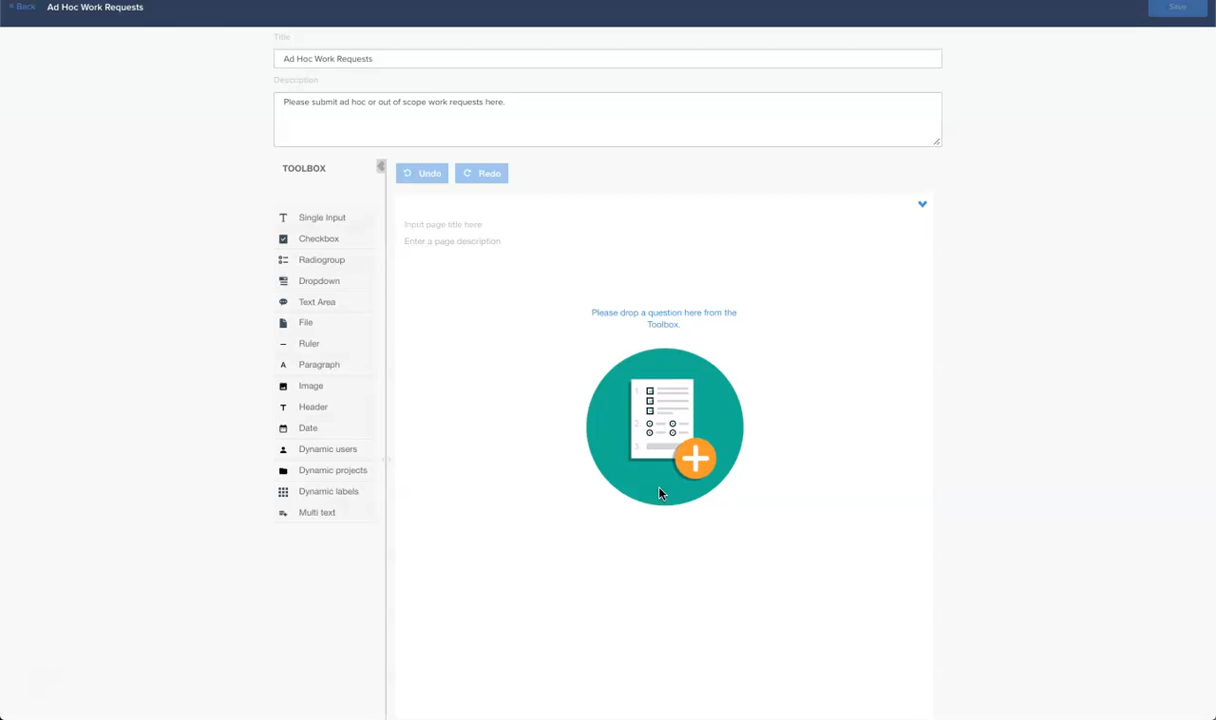 < Back Ad Hoc Work Requests Save
Title
Ad Hoc Work Requests
Description
Please submit ad hoc or out of scope work requests here.
TOOLBOX
Undo Redo
Single Input
Checkbox
Radiogroup
Dropdown
Text Area
File
Ruler
Paragraph
Image
Header
Date
Dynamic users
Dynamic projects
Dynamic labels
Multi text
Input page title here
Enter a page description
Please drop a question here from the
Toolbox.
1.
2.
3.